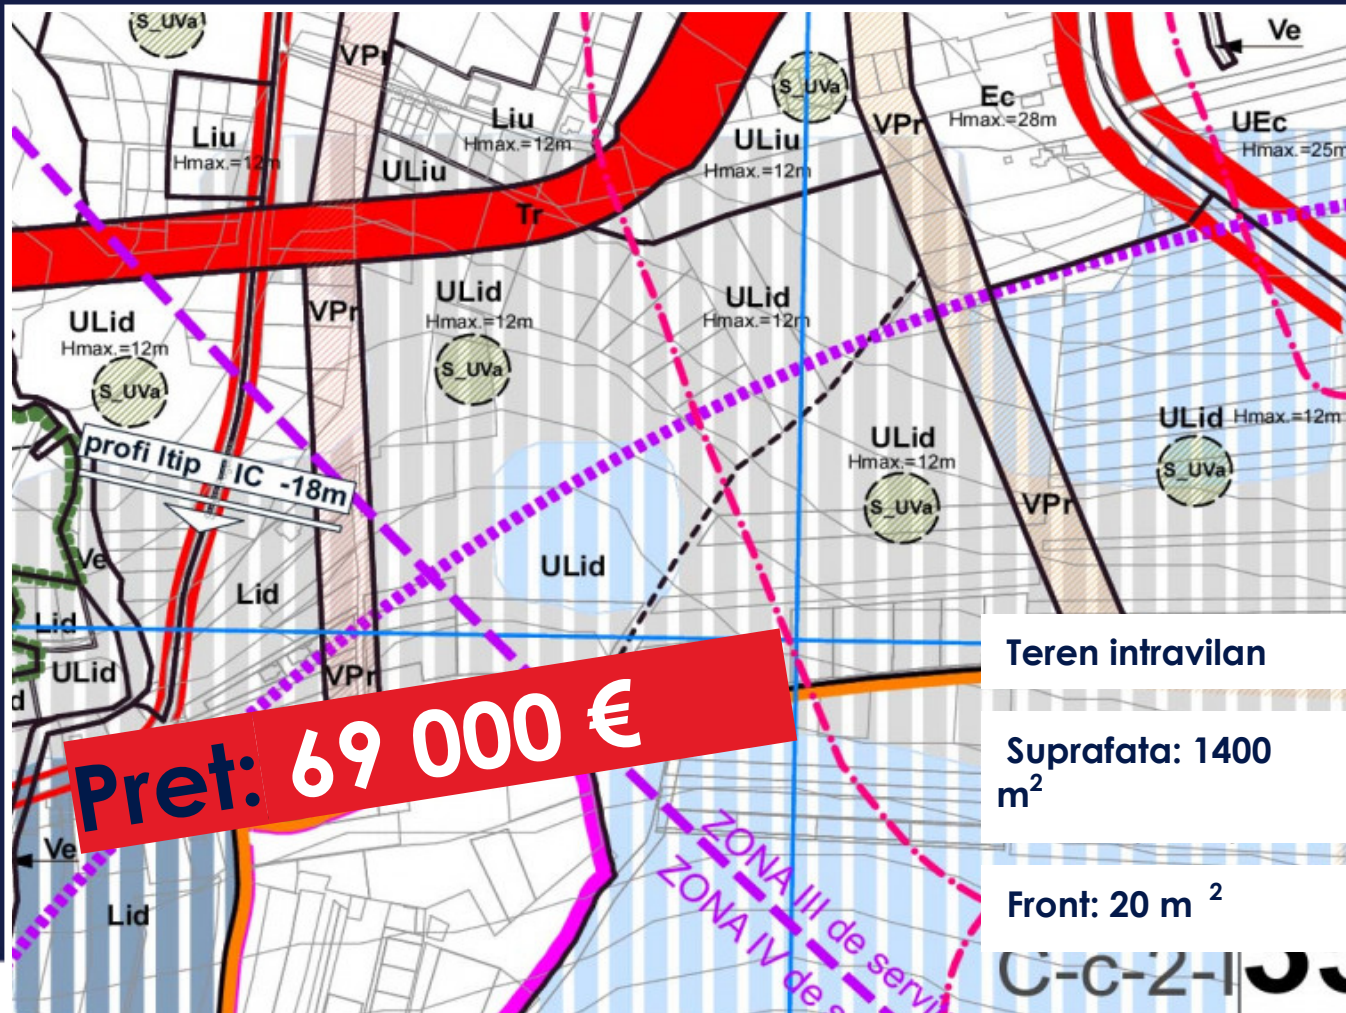 S_UVa
VPr
Liu
Hmax.=12m
Liu
Hmax.=12m
ULiu
S_UVa
ULiu
Hmax.=12m
VPr
Ec
Hmax.=28m
Ve
UEc
Hmax.=25m
Tr
ULid
Hmax.=12m
S_UVa
VPr
ULid
Hmax.=12m
S_UVa
ULid
Hmax.=12m
ULid
Hmax.=12m
S_UVa
ULid Hmax.=12m
S_UVa
VPr
profi ltip IC -18m
Ve
Lid
Lid
ULid
d
ULid
VPr
Pret: 69 000 €
Teren intravilan
Suprafata: 1400
m²
Front: 20 m ²
Ve
Lid
ZONA III de servi
ZONA IV de s
C-c-2-